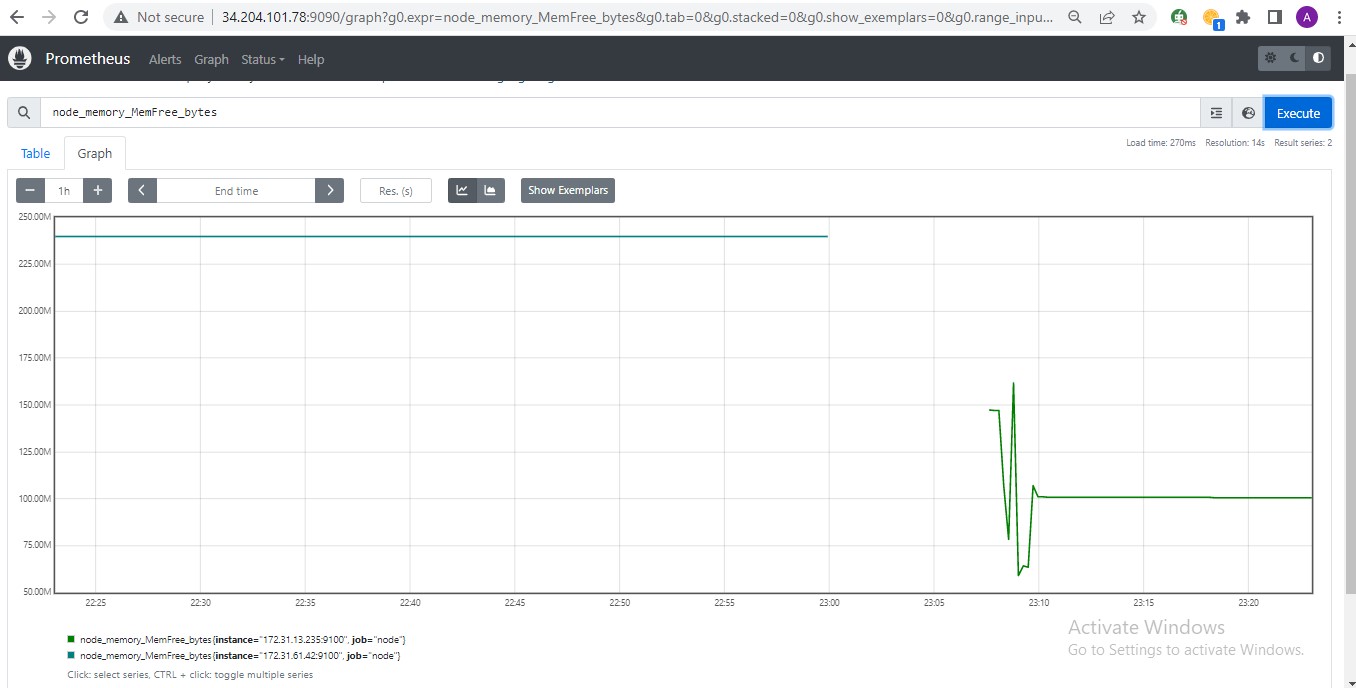 Not secure 34.204.101.78:9090/graph?g0.expr=node_memory_MemFree_bytes&g0.tab=0&g0.stacked=0&g0.show_exemplars=0&g0.range_inpu...
1
A
Prometheus Alerts Graph Status Help
node_memory_MemFree_bytes
Execute
Load time: 270ms Resolution: 14s Result series: 2
Table Graph
1h
End time
Res. (s)
Show Exemplars
250.00M
225.00M
200.00M
175.00M
150.00M
125.00M
100.00M
75.00M
50.00M
22:25 22:30 22:35 22:40 22:45 22:50 22:55 23:00 23:05 23:10 23:15 23:20
node_memory_MemFree_bytes{instance="172.31.13.235:9100", job="node"}
node_memory_MemFree_bytes{instance="172.31.61.42:9100", job="node"}
Click: select series, CTRL + click: toggle multiple series
Activate Windows
Go to Settings to activate Windows.